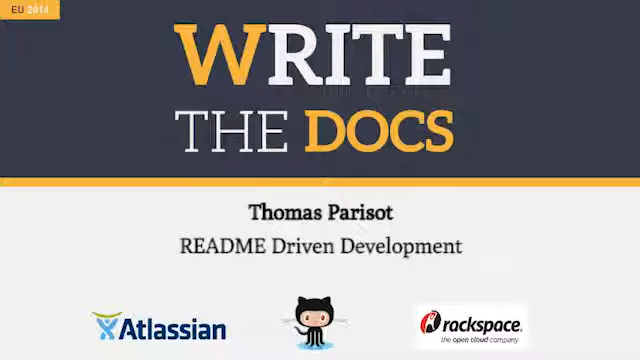 EU 2014
WRITE
THE DOCS
Thomas Parisot
README Driven Development
Atlassian
rackspace.
the open cloud company